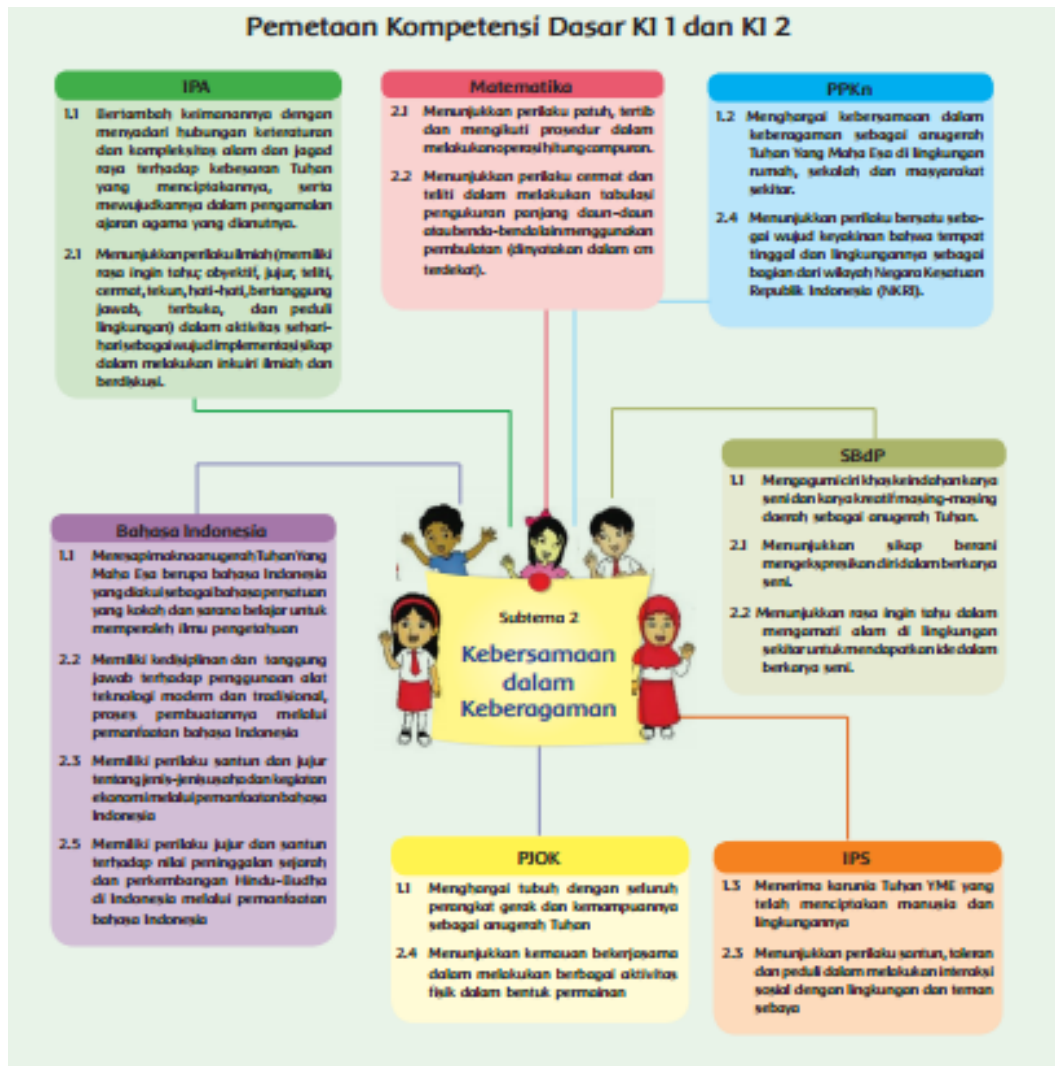 Pemetaan Kompetensi Dasar KI 1 dan KI 2
IPA
1.1 Bertambah keimanannya dengan
menyadari hubungan keteraturan
dan kompleksitas alam dan jagad
raya terhadap kebesaran Tuhan
yang menciptakannya, serta
mewujudkannya dalam pengamalan
ajaran agama yang dianutnya.
2.1 Menunjukkan perilaku ilmiah (memiliki
rasa ingin tahu; obyektif, jujur, teliti,
cermat, tekun, hati-hati, bertanggung
jawab, terbuka, dan peduli
lingkungan) dalam aktivitas sehari-
hari sebagai wujud implementasi sikap
dalam melakukan inkuiri ilmiah dan
berdiskusi.
Matematika
2.1 Menunjukkan perilaku patuh, tertib
dan mengikuti prosedur dalam
melakukan operasi hitung campuran.
2.2 Menunjukkan perilaku cermat dan
teliti dalam melakukan tabulasi
pengukuran panjang daun-daun
atau benda-benda lain menggunakan
pembulatan (dinyatakan dalam cm
terdekat).
PPKn
1.2 Menghargai kebersamaan dalam
keberagaman sebagai anugerah
Tuhan Yang Maha Esa di lingkungan
rumah, sekolah dan masyarakat
sekitar.
2.4 Menunjukkan perilaku bersatu seba-
gai wujud keyakinan bahwa tempat
tinggal dan lingkungannya sebagai
bagian dari wilayah Negara Kesatuan
Republik Indonesia (NKRI).
SBdP
1.1 Mengagumi ciri khas keindahan karya
seni dan karya kreatif masing-masing
daerah sebagai anugerah Tuhan.
2.1 Menunjukkan sikap berani
mengekspresikan diri dalam berkarya
seni.
2.2 Menunjukkan rasa ingin tahu dalam
mengamati alam di lingkungan
sekitar untuk mendapatkan ide dalam
berkarya seni.
Bahasa Indonesia
1.1 Meresapi makna anugerah Tuhan Yang
Maha Esa berupa bahasa Indonesia
yang diakui sebagai bahasa persatuan
yang kokoh dan sarana belajar untuk
memperoleh ilmu pengetahuan
2.2 Memiliki kedisiplinan dan tanggung
jawab terhadap penggunaan alat
teknologi modern dan tradisional,
proses pembuatannya melalui
pemanfaatan bahasa Indonesia
2.3 Memiliki perilaku santun dan jujur
tentang jenis-jenis usaha dan kegiatan
ekonomi melalui pemanfaatan bahasa
Indonesia
2.5 Memiliki perilaku jujur dan santun
terhadap nilai peninggalan sejarah
dan perkembangan Hindu-Budha
di Indonesia melalui pemanfaatan
bahasa Indonesia
Subtema 2
Kebersamaan
dalam
Keberagaman
PJOK
1.1 Menghargai tubuh dengan seluruh
perangkat gerak dan kemampuannya
sebagai anugerah Tuhan
2.4 Menunjukkan kemauan bekerjasama
dalam melakukan berbagai aktivitas
fisik dalam bentuk permainan
IPS
1.3 Menerima karunia Tuhan YME yang
telah menciptakan manusia dan
lingkungannya
2.3 Menunjukkan perilaku santun, toleran
dan peduli dalam melakukan interaksi
sosial dengan lingkungan dan teman
sebaya